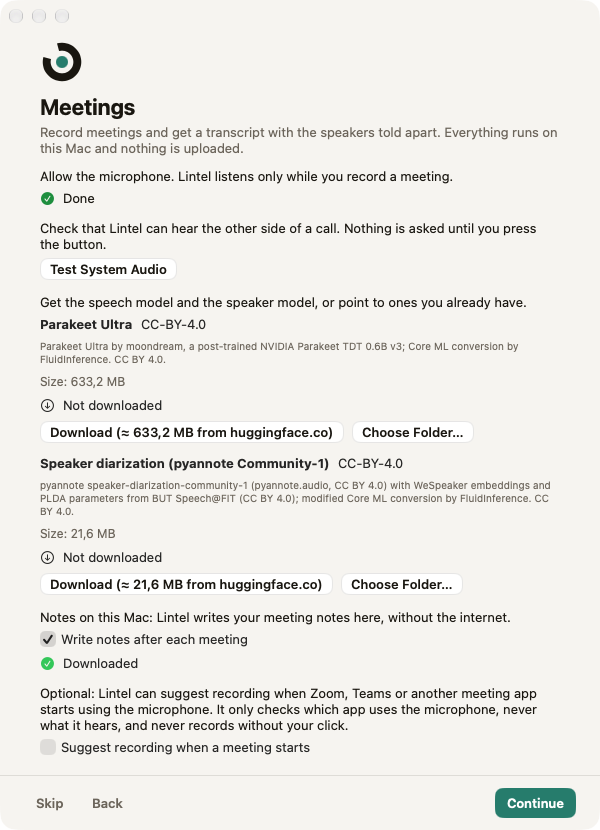 Meetings
Record meetings and get a transcript with the speakers told apart. Everything runs on
this Mac and nothing is uploaded.
Allow the microphone. Lintel listens only while you record a meeting.
Done
Check that Lintel can hear the other side of a call. Nothing is asked until you press
the button.
Test System Audio
Get the speech model and the speaker model, or point to ones you already have.
Parakeet Ultra CC-BY-4.0
Parakeet Ultra by moondream, a post-trained NVIDIA Parakeet TDT 0.6B v3; Core ML conversion by
FluidInference. CC BY 4.0.
Size: 633,2 MB
Not downloaded
Download (≈ 633,2 MB from huggingface.co) Choose Folder...
Speaker diarization (pyannote Community-1) CC-BY-4.0
pyannote speaker-diarization-community-1 (pyannote.audio, CC BY 4.0) with WeSpeaker embeddings and
PLDA parameters from BUT Speech@FIT (CC BY 4.0); modified Core ML conversion by FluidInference. CC
BY 4.0.
Size: 21,6 MB
Not downloaded
Download (≈ 21,6 MB from huggingface.co) Choose Folder...
Notes on this Mac: Lintel writes your meeting notes here, without the internet.
Write notes after each meeting
Downloaded
Optional: Lintel can suggest recording when Zoom, Teams or another meeting app
starts using the microphone. It only checks which app uses the microphone, never
what it hears, and never records without your click.
Suggest recording when a meeting starts
Skip Back Continue